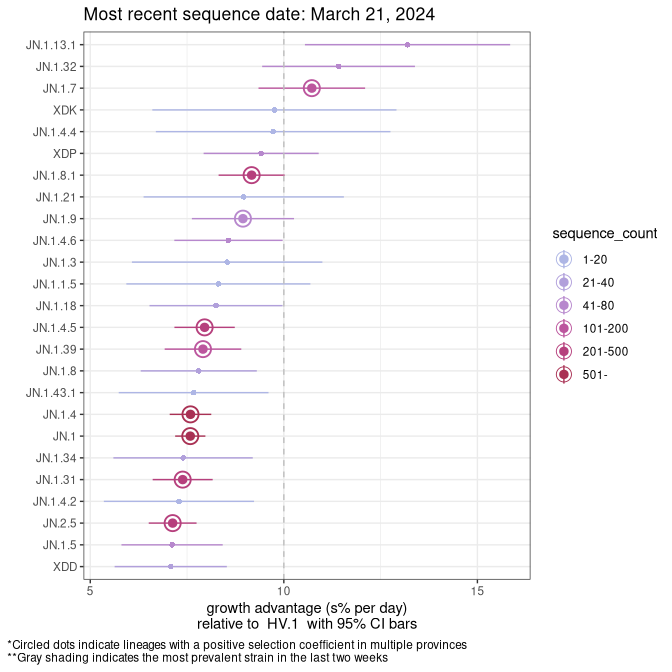 Most recent sequence date: March 21, 2024
JN.1.13.1
JN.1.32
JN.1.7
XDK
JN.1.4.4
XDP
JN.1.8.1
JN.1.21
JN.1.9
JN.1.4.6
JN.1.3
JN.1.1.5
JN.1.18
JN.1.4.5
JN.1.39
JN.1.8
JN.1.43.1
JN.1.4
JN.1
JN.1.34
JN.1.31
JN.1.4.2
JN.2.5
JN.1.5
XDD
5 10 15
growth advantage (s% per day)
relative to HV.1 with 95% CI bars
sequence_count
1-20
21-40
41-80
101-200
201-500
501-
*Circled dots indicate lineages with a positive selection coefficient in multiple provinces
**Gray shading indicates the most prevalent strain in the last two weeks